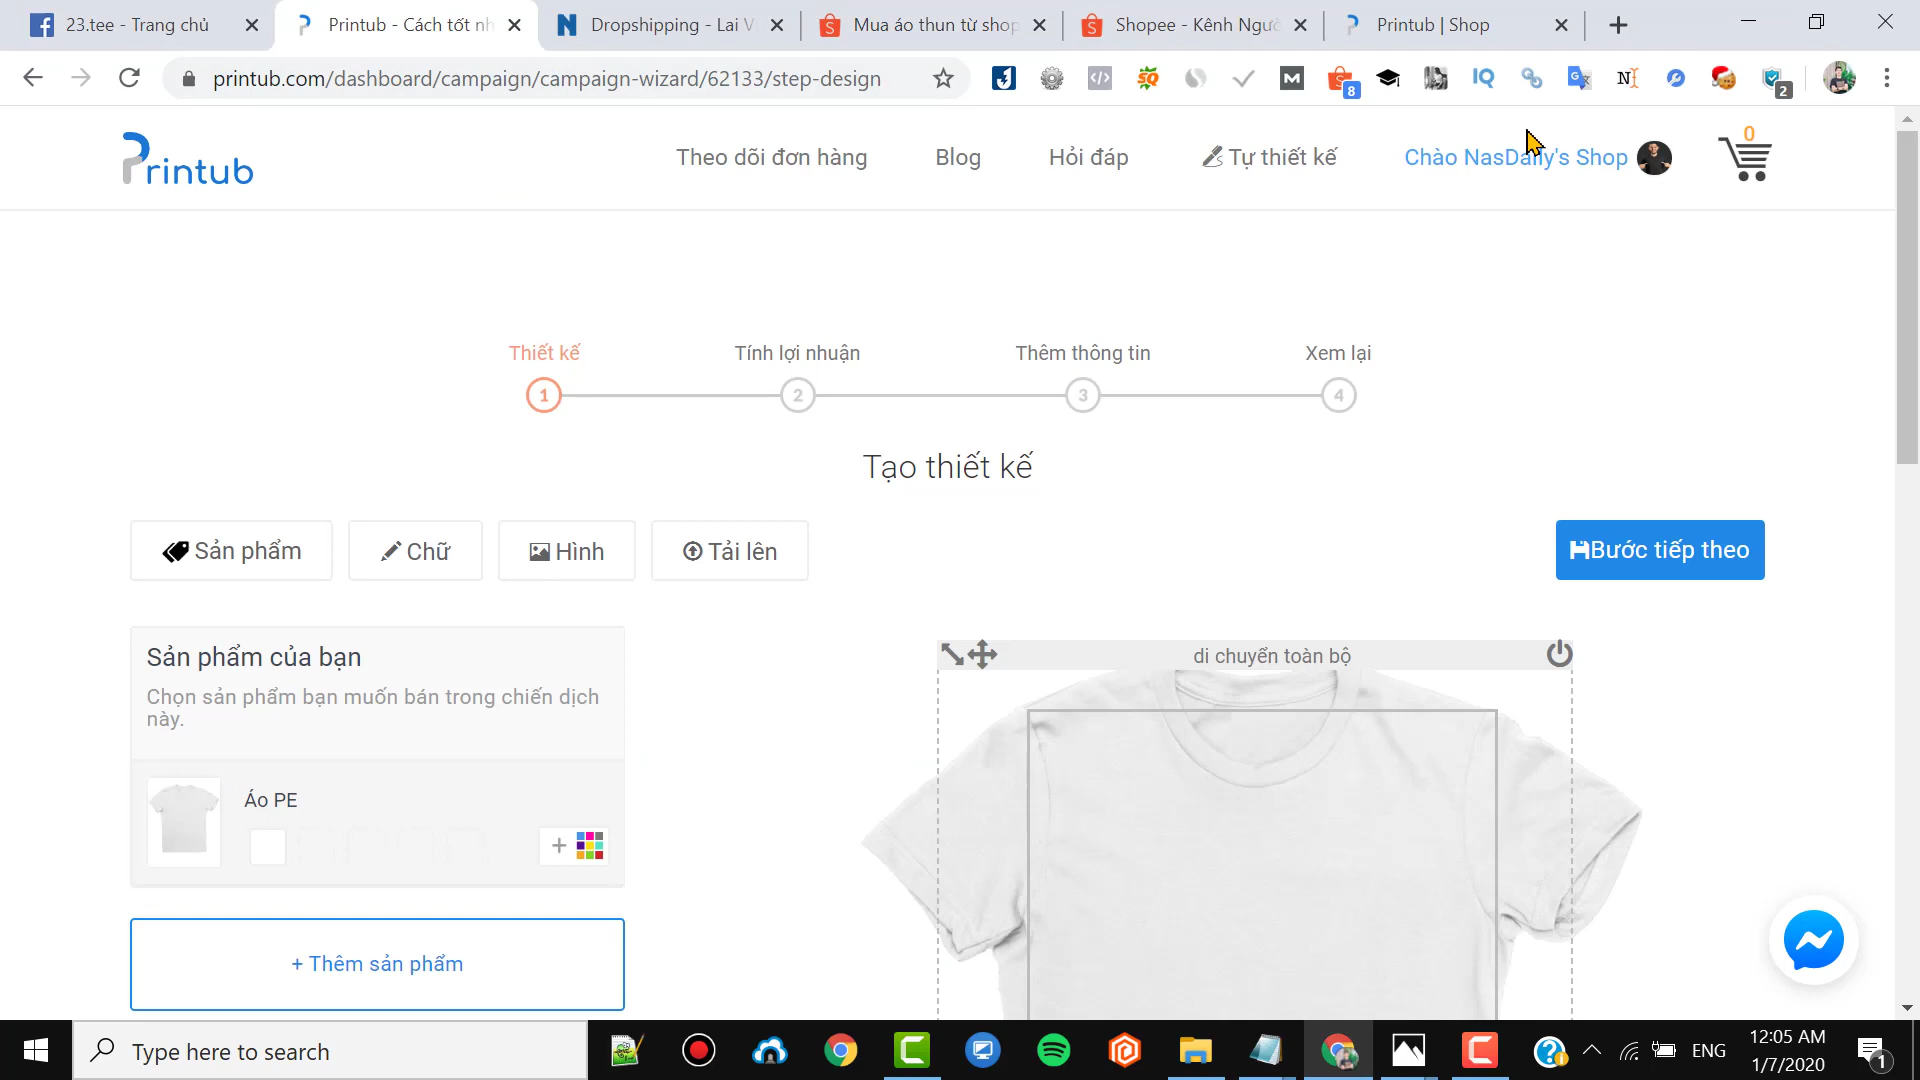 23.tee - Trang chủ
Printub - Cách tốt nh
Dropshipping - Lai V
Mua áo thun từ shop
Shopee - Kênh Ngườ
Printub | Shop
printub.com/dashboard/campaign/campaign-wizard/62133/step-design
8
2
Printub
Theo dõi đơn hàng
Blog
Hỏi đáp
Tự thiết kế
Chào NasDaily's Shop
0
Thiết kế
Tính lợi nhuận
Thêm thông tin
Xem lại
1
2
3
4
Tạo thiết kế
Sản phẩm
Chữ
Hình
Tải lên
Bước tiếp theo
Sản phẩm của bạn
Chọn sản phẩm bạn muốn bán trong chiến dịch
này.
Áo PE
+
+ Thêm sản phẩm
di chuyển toàn bộ
Type here to search
ENG
12:05 AM
1/7/2020
1